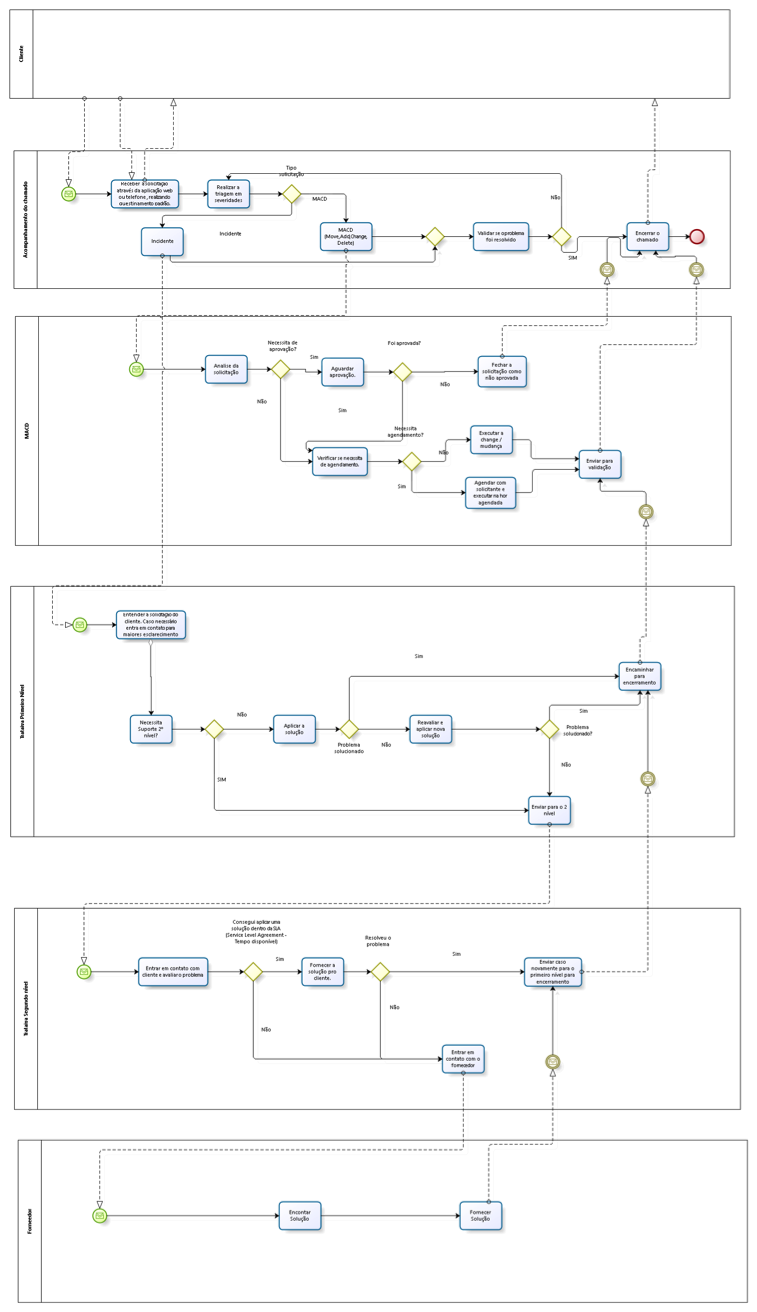 Cliente
Acompanhamento do chamado
Tipo
solicitação
Receber a solicitação
através da aplicação web
ou telefone, realizando
questinamento padrão.
Realizar a
triagem em
severidades
MACD
Não
Incidente
Incidente
MACD
(Move,Add,Change,
Delete)
Validar se oproblema
foi resolvido
SIM
Encerrar o
chamado
MACD
Necessita de
aprovação?
Foi aprovada?
Análise da
solicitação
Sim
Aguardar
aprovação.
Não
Fechar a
solicitação como
não aprovada
Não
Sim
Necessita
agendamento?
Verificar se necessita
de agendamento.
Não
Executar a
change /
mudança
Sim
Agendar com
solicitante e
executar na hor
agendada
Enviar para
validação
Tratativa Primeiro Nível
Entender a solicitação do
cliente. Caso necessário
entra em contato para
maiores esclarecimento
Sim
Encaminhar
para
encerramento
Necessita
Suporte 2°
nível?
Não
Aplicar a
solução
Problema
solucionado
Não
Reavaliar e
aplicar nova
solução
Sim
Problema
solucionado?
Não
SIM
Enviar para o 2
nível
Tratativa Segundo nível
Consegui aplicar uma
solução dentro da SLA
(Service Level Agreement -
Tempo disponível)
Resolveu o
problema
Entrar em contato com
cliente e avaliar o problema
Sim
Fornecer a
solução pro
cliente.
Sim
Enviar caso
novamente para o
primeiro nível para
encerramento
Não
Não
Entrar em
contato com o
fornecedor
Fornecedor
Encontar
Solução
Fornecer
Solução